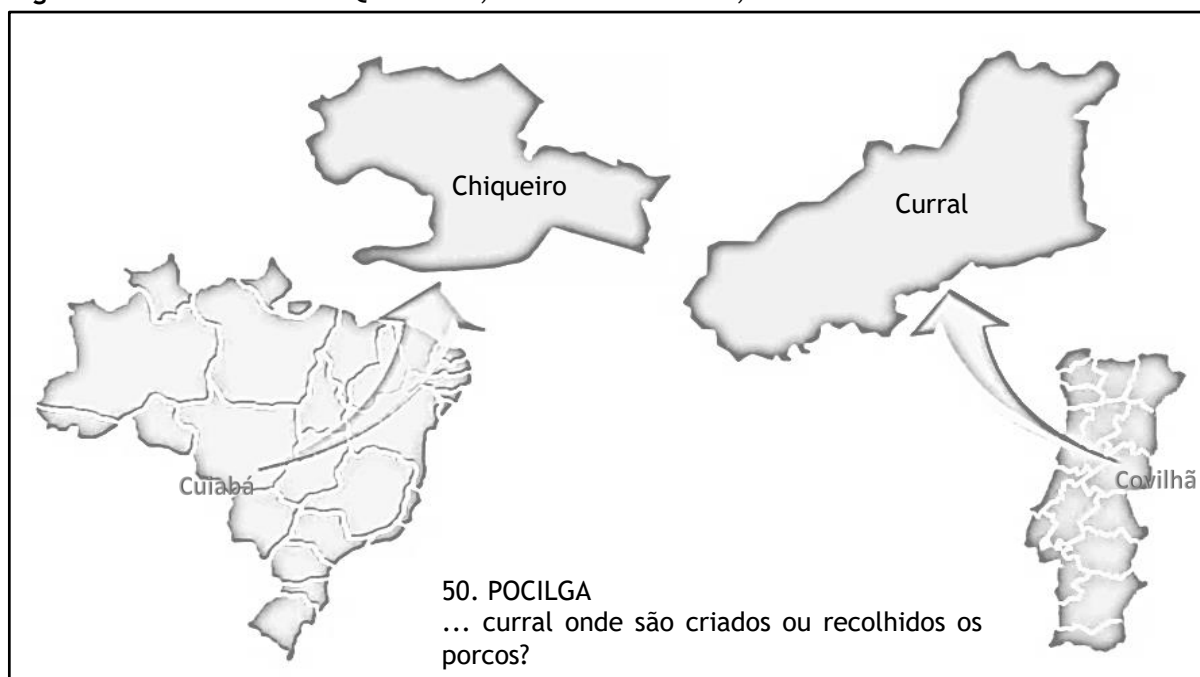 Chiqueiro
Curral
Cuiabá
Covilhã
50. POCILGA
... curral onde são criados ou recolhidos os
porcos?